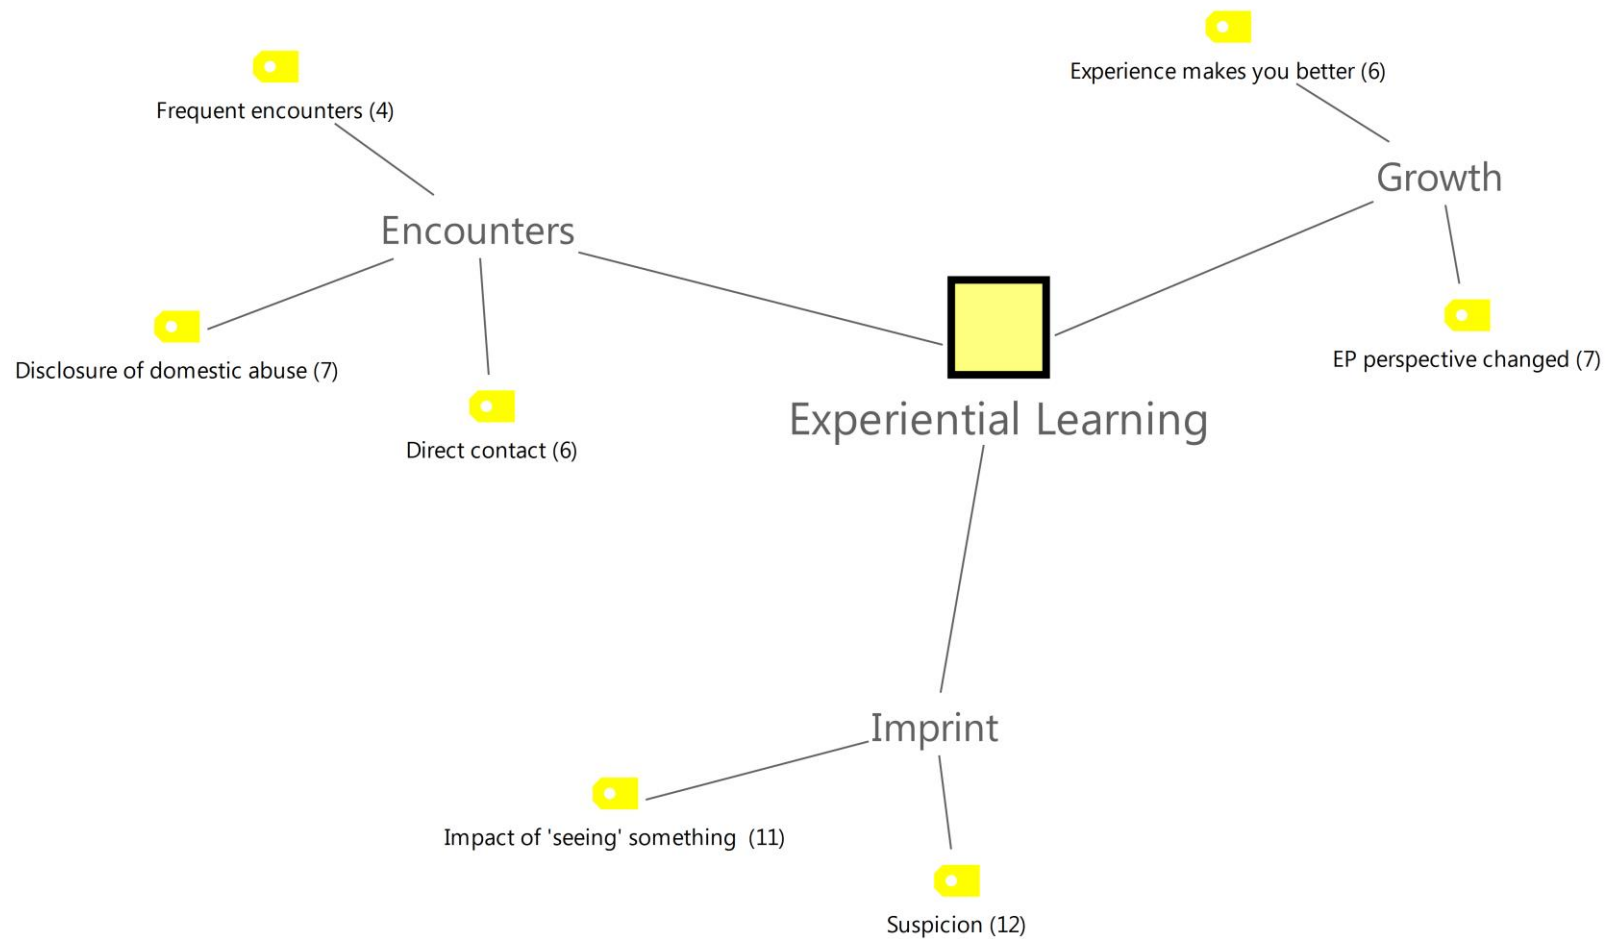 Experience makes you better (6)
Frequent encounters (4)
Growth
Encounters
EP perspective changed (7)
Disclosure of domestic abuse (7)
Experiential Learning
Direct contact (6)
Imprint
Impact of 'seeing' something  (11)
Suspicion (12)